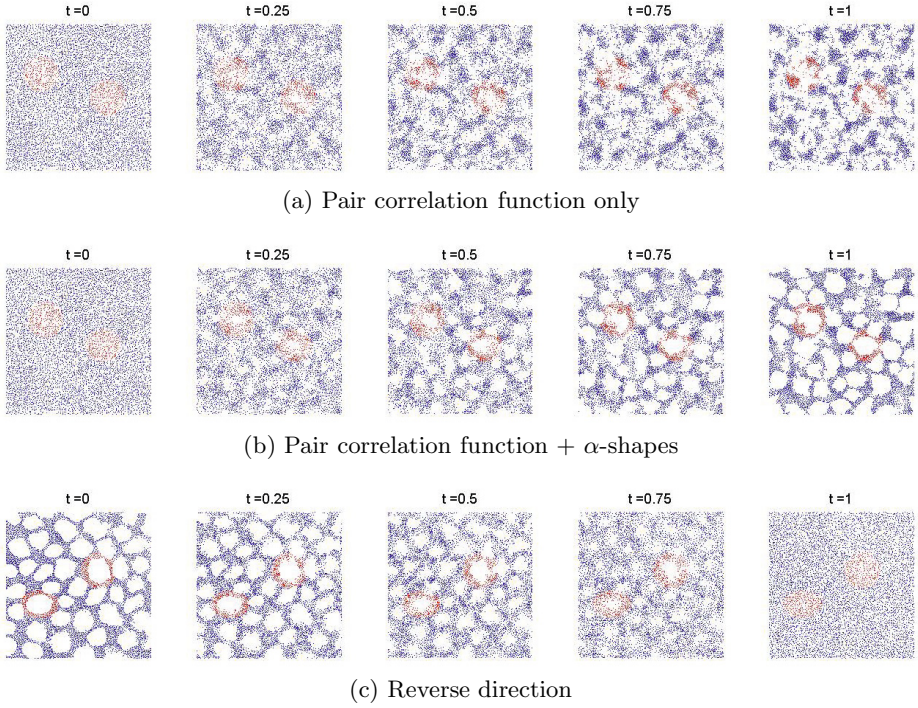 t =0 t =0.25 t =0.5 t =0.75 t =1
(a) Pair correlation function only
t =0 t =0.25 t =0.5 t =0.75 t =1
(b) Pair correlation function + α-shapes
t =0 t =0.25 t =0.5 t =0.75 t =1
(c) Reverse direction